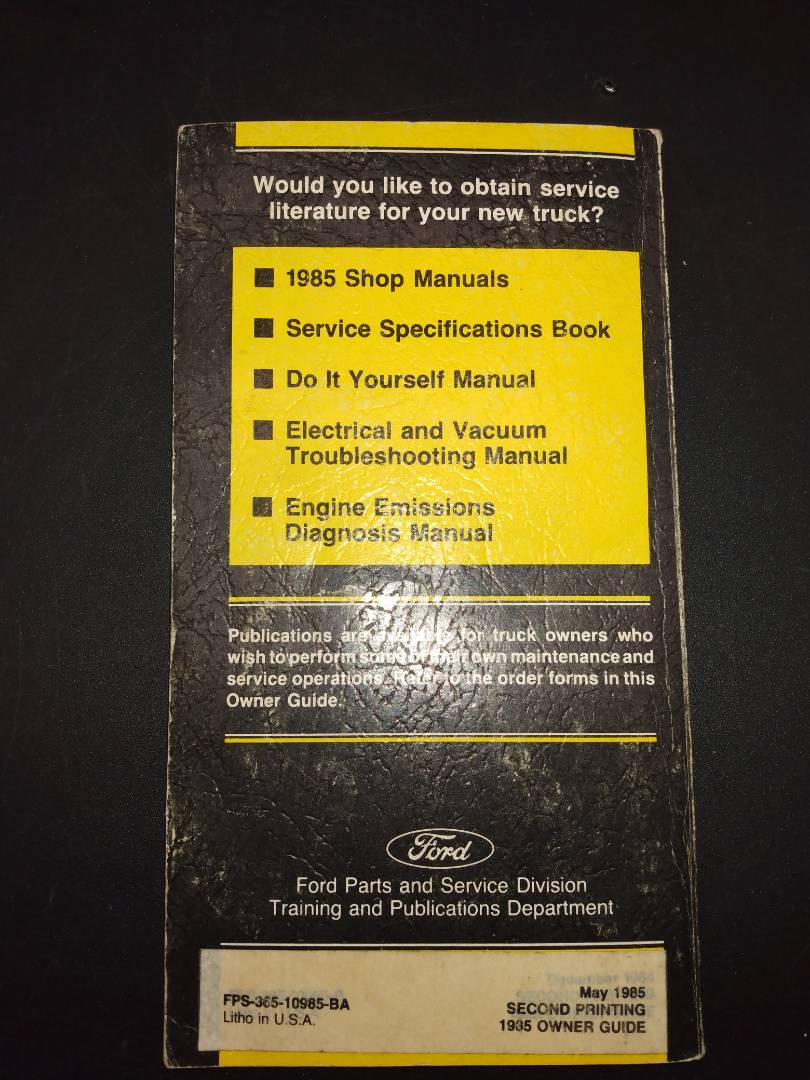 Would you like to obtain service
literature for your new truck?
■ 1985 Shop Manuals
■ Service Specifications Book
■ Do It Yourself Manual
■ Electrical and Vacuum
Troubleshooting Manual
■ Engine Emissions
Diagnosis Manual
Publications are available for truck owners who
wish to perform some of their own maintenance and
service operations. Refer to the order forms in this
Owner Guide.
Ford
Ford Parts and Service Division
Training and Publications Department
FPS-365-10985-BA
Litho in U.S.A.
May 1985
SECOND PRINTING
1985 OWNER GUIDE